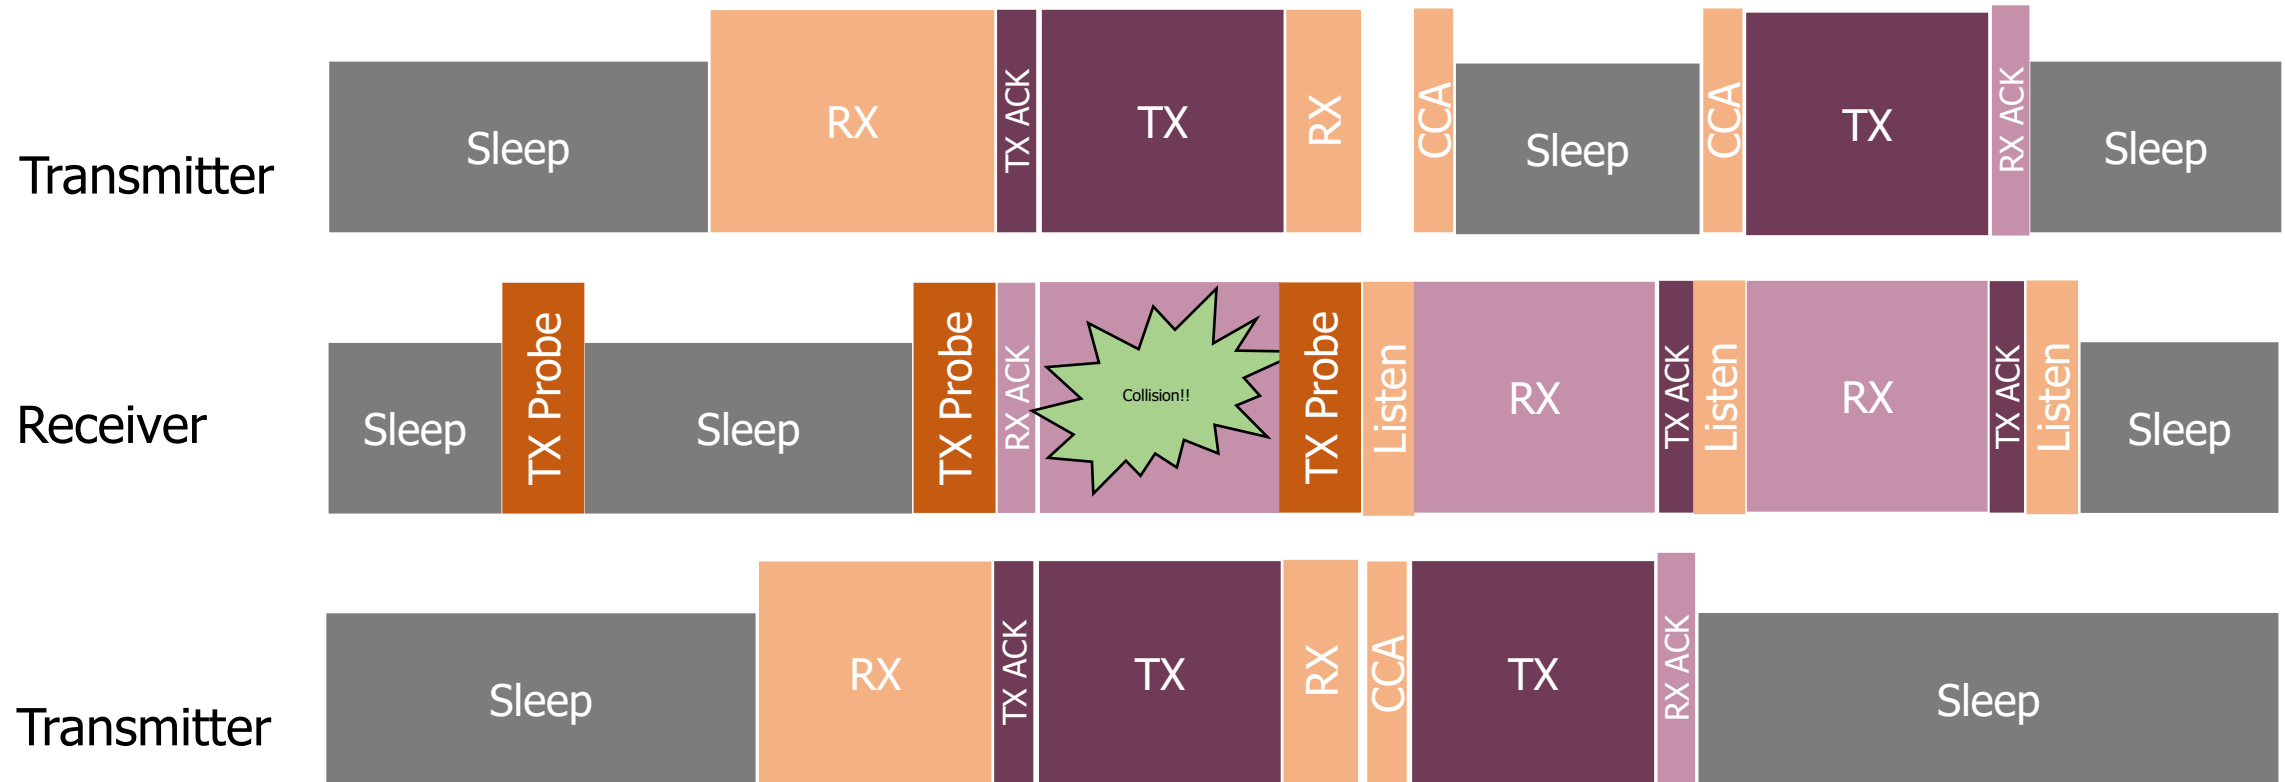 Transmitter
Sleep
RX
TX ACK
TX
RX
CCA
Sleep
CCA
TX
RX ACK
Sleep
Receiver
Sleep
TX Probe
Sleep
TX Probe
RX ACK
Collision!!
TX Probe
Listen
RX
TX ACK
Listen
RX
TX ACK
Listen
Sleep
Transmitter
Sleep
RX
TX ACK
TX
RX
CCA
TX
RX ACK
Sleep